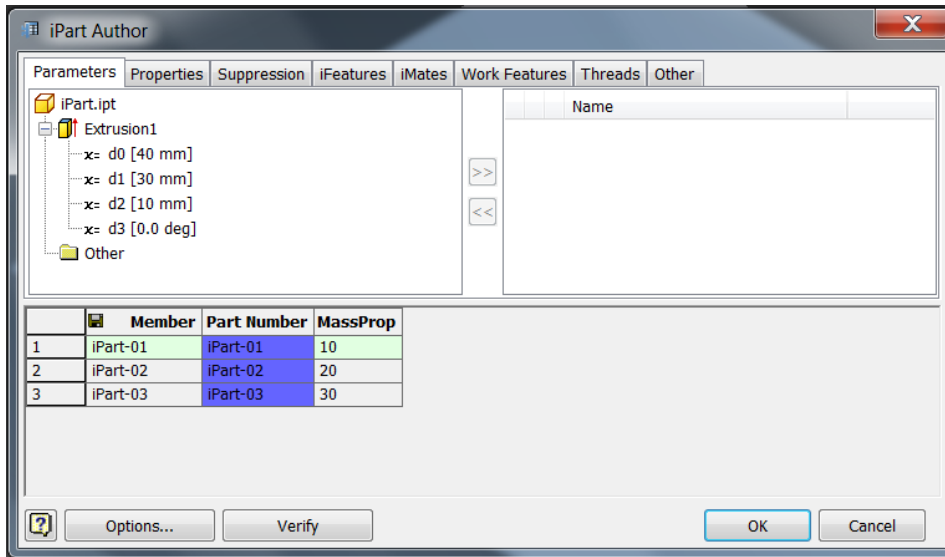 iPart Author
X
Parameters Properties Suppression iFeatures iMates Work Features Threads Other
iPart.ipt
Extrusion1
x= d0 [40 mm]
x= d1 [30 mm]
x= d2 [10 mm]
x= d3 [0.0 deg]
Other
Name
>>
<<
Member Part Number MassProp
1 iPart-01 iPart-01 10
2 iPart-02 iPart-02 20
3 iPart-03 iPart-03 30
? Options... Verify OK Cancel